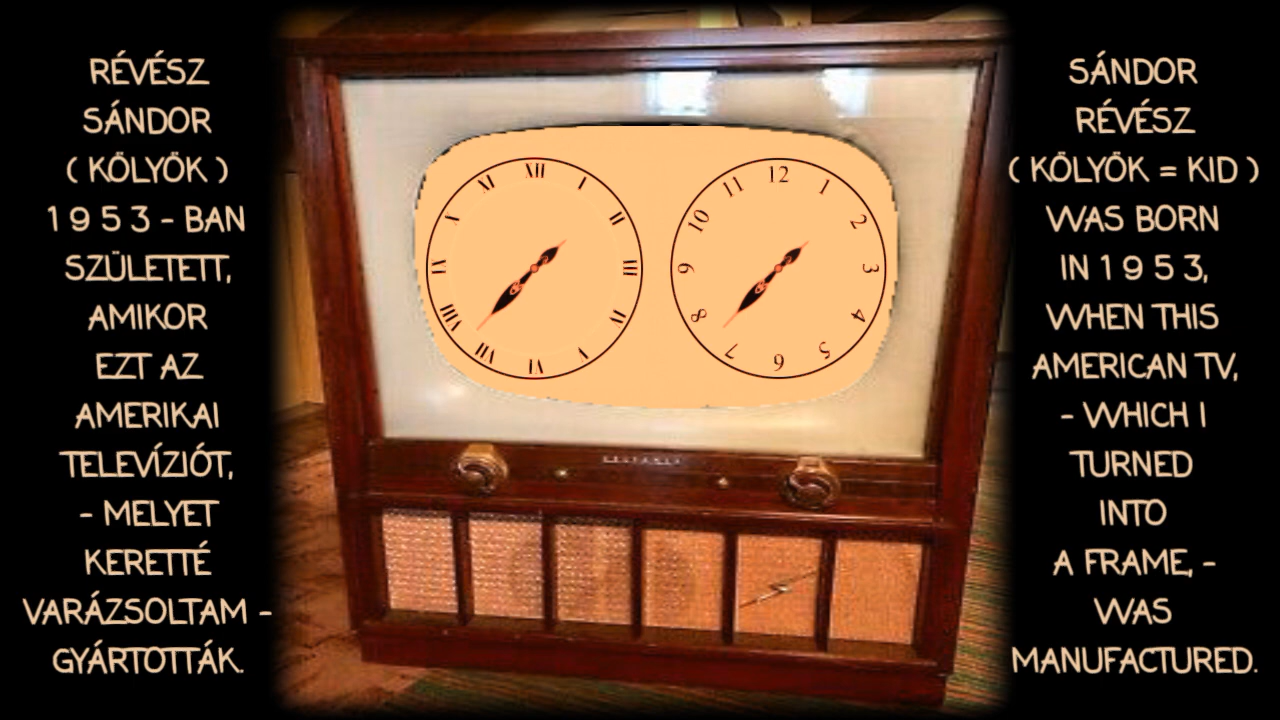 RÉVÉSZ
SÁNDOR
( KÖLYÖK )
1 9 5 3 - BAN
SZÜLETETT,
AMIKOR
EZT AZ
AMERIKAI
TELEVÍZIÓT,
- MELYET
KERETTÉ
VARÁZSOLTAM -
GYÁRTOTTÁK.
XII
I
II
III
IV
V
VI
VII
VIII
IX
X
XI
12
1
2
3
4
5
6
7
8
9
10
11
SÁNDOR
RÉVÉSZ
( KÖLYÖK = KID )
WAS BORN
IN 1 9 5 3,
WHEN THIS
AMERICAN TV,
- WHICH I
TURNED
INTO
A FRAME, -
WAS
MANUFACTURED.